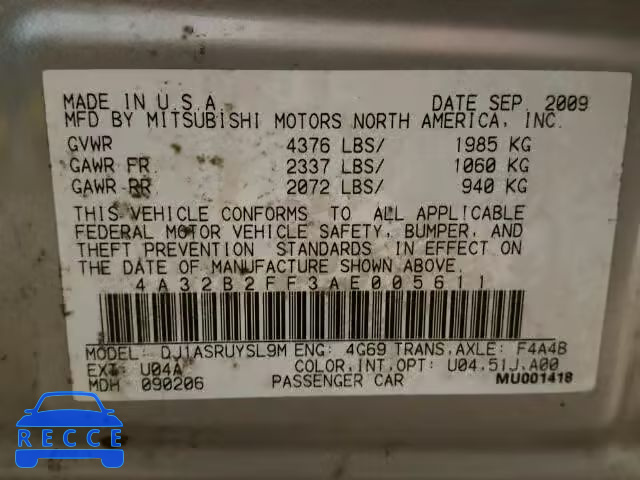 MADE IN U.S.A. DATE SEP. 2009
MFD BY MITSUBISHI MOTORS NORTH AMERICA, INC.
GVWR 4376 LBS/ 1985 KG
GAWR FR 2337 LBS/ 1060 KG
GAWR RR 2072 LBS/ 940 KG
THIS VEHICLE CONFORMS TO ALL APPLICABLE
FEDERAL MOTOR VEHICLE SAFETY, BUMPER, AND
THEFT PREVENTION STANDARDS IN EFFECT ON
THE DATE OF MANUFACTURE SHOWN ABOVE.
4A32B2FF3AE005611
MODEL: DJ1ASRUYSL9M ENG: 4G69 TRANS.AXLE: F4A4B
EXT: U04A COLOR.INT.OPT: U04.51J.A00
MDH 090206 PASSENGER CAR MU001418
RECCE